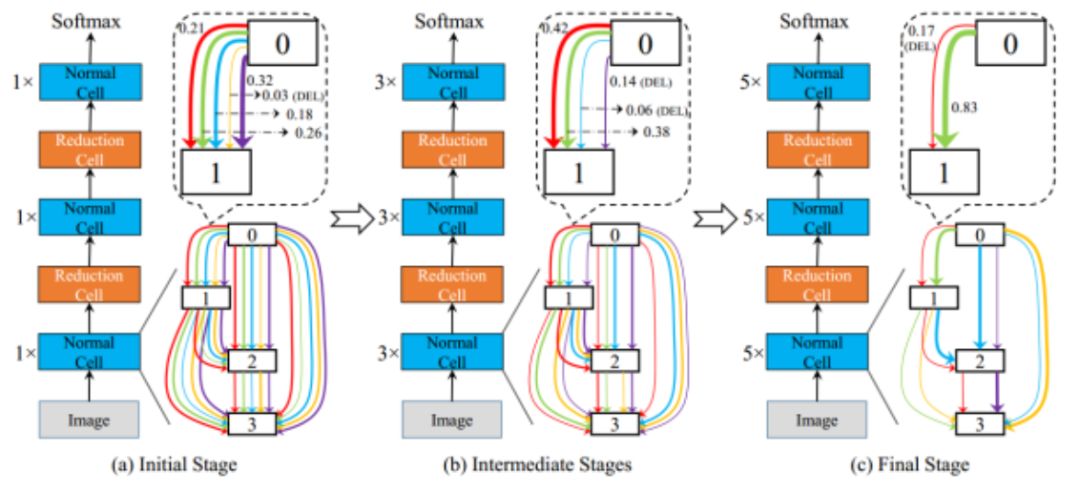 Softmax
0.21
0
1×
Normal
Cell
0.32
0.03 (DEL)
0.18
0.26
Reduction
Cell
1
1×
Normal
Cell
0
Reduction
Cell
1
1×
Normal
Cell
2
Image
3
(a) Initial Stage
Softmax
0.42
0
3×
Normal
Cell
0.14 (DEL)
0.06 (DEL)
0.38
Reduction
Cell
1
3×
Normal
Cell
0
Reduction
Cell
1
3×
Normal
Cell
2
Image
3
(b) Intermediate Stages
Softmax
0.17
(DEL)
0
5×
Normal
Cell
0.83
Reduction
Cell
1
5×
Normal
Cell
0
Reduction
Cell
1
5×
Normal
Cell
2
Image
3
(c) Final Stage